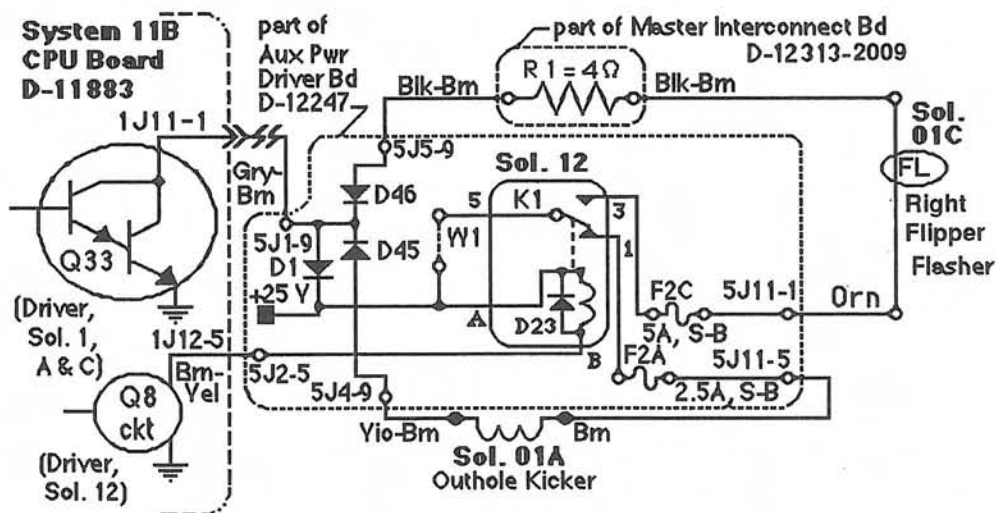 System 11B
CPU Board
D-11883
part of
Aux Pwr
Driver Bd
D-12247
part of Master Interconnect Bd
D-12313-2009
R1 = 4Ω
Blk-Brn
Blk-Brn
1J11-1
5J5-9
Sol. 12
Sol.
01C
FL
Right
Flipper
Flasher
Gry-
Brn
D46
5
K1
3
W1
1
Q33
5J1-9
D45
D1
+25 Y
A
D23
B
F2C
5J11-1
Orn
5A, S-B
(Driver,
Sol. 1,
A & C)
1J12-5
Brn-
Yel
5J2-5
5J4-9
F2A
5J11-5
2.5A, S-B
Q8
ckt
(Driver,
Sol. 12)
Ylo-Brn
Brn
Sol. 01A
Outhole Kicker